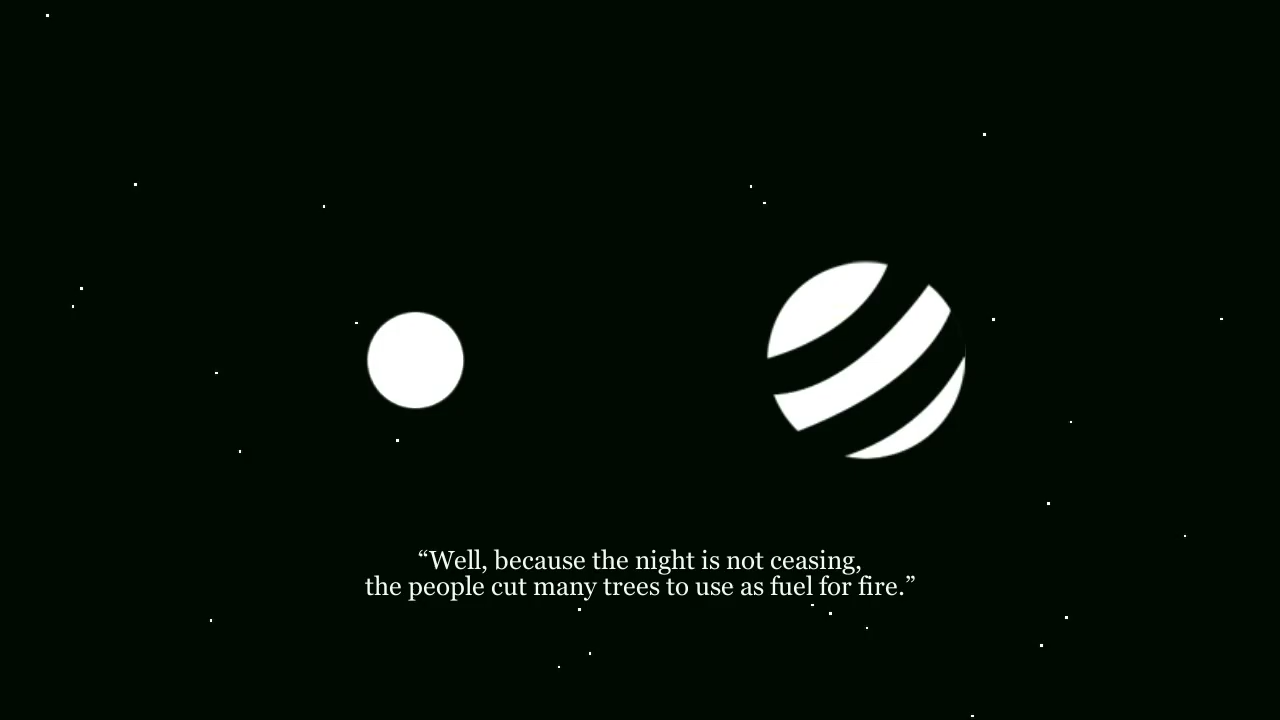 “Well, because the night is not ceasing,
the people cut many trees to use as fuel for fire.”